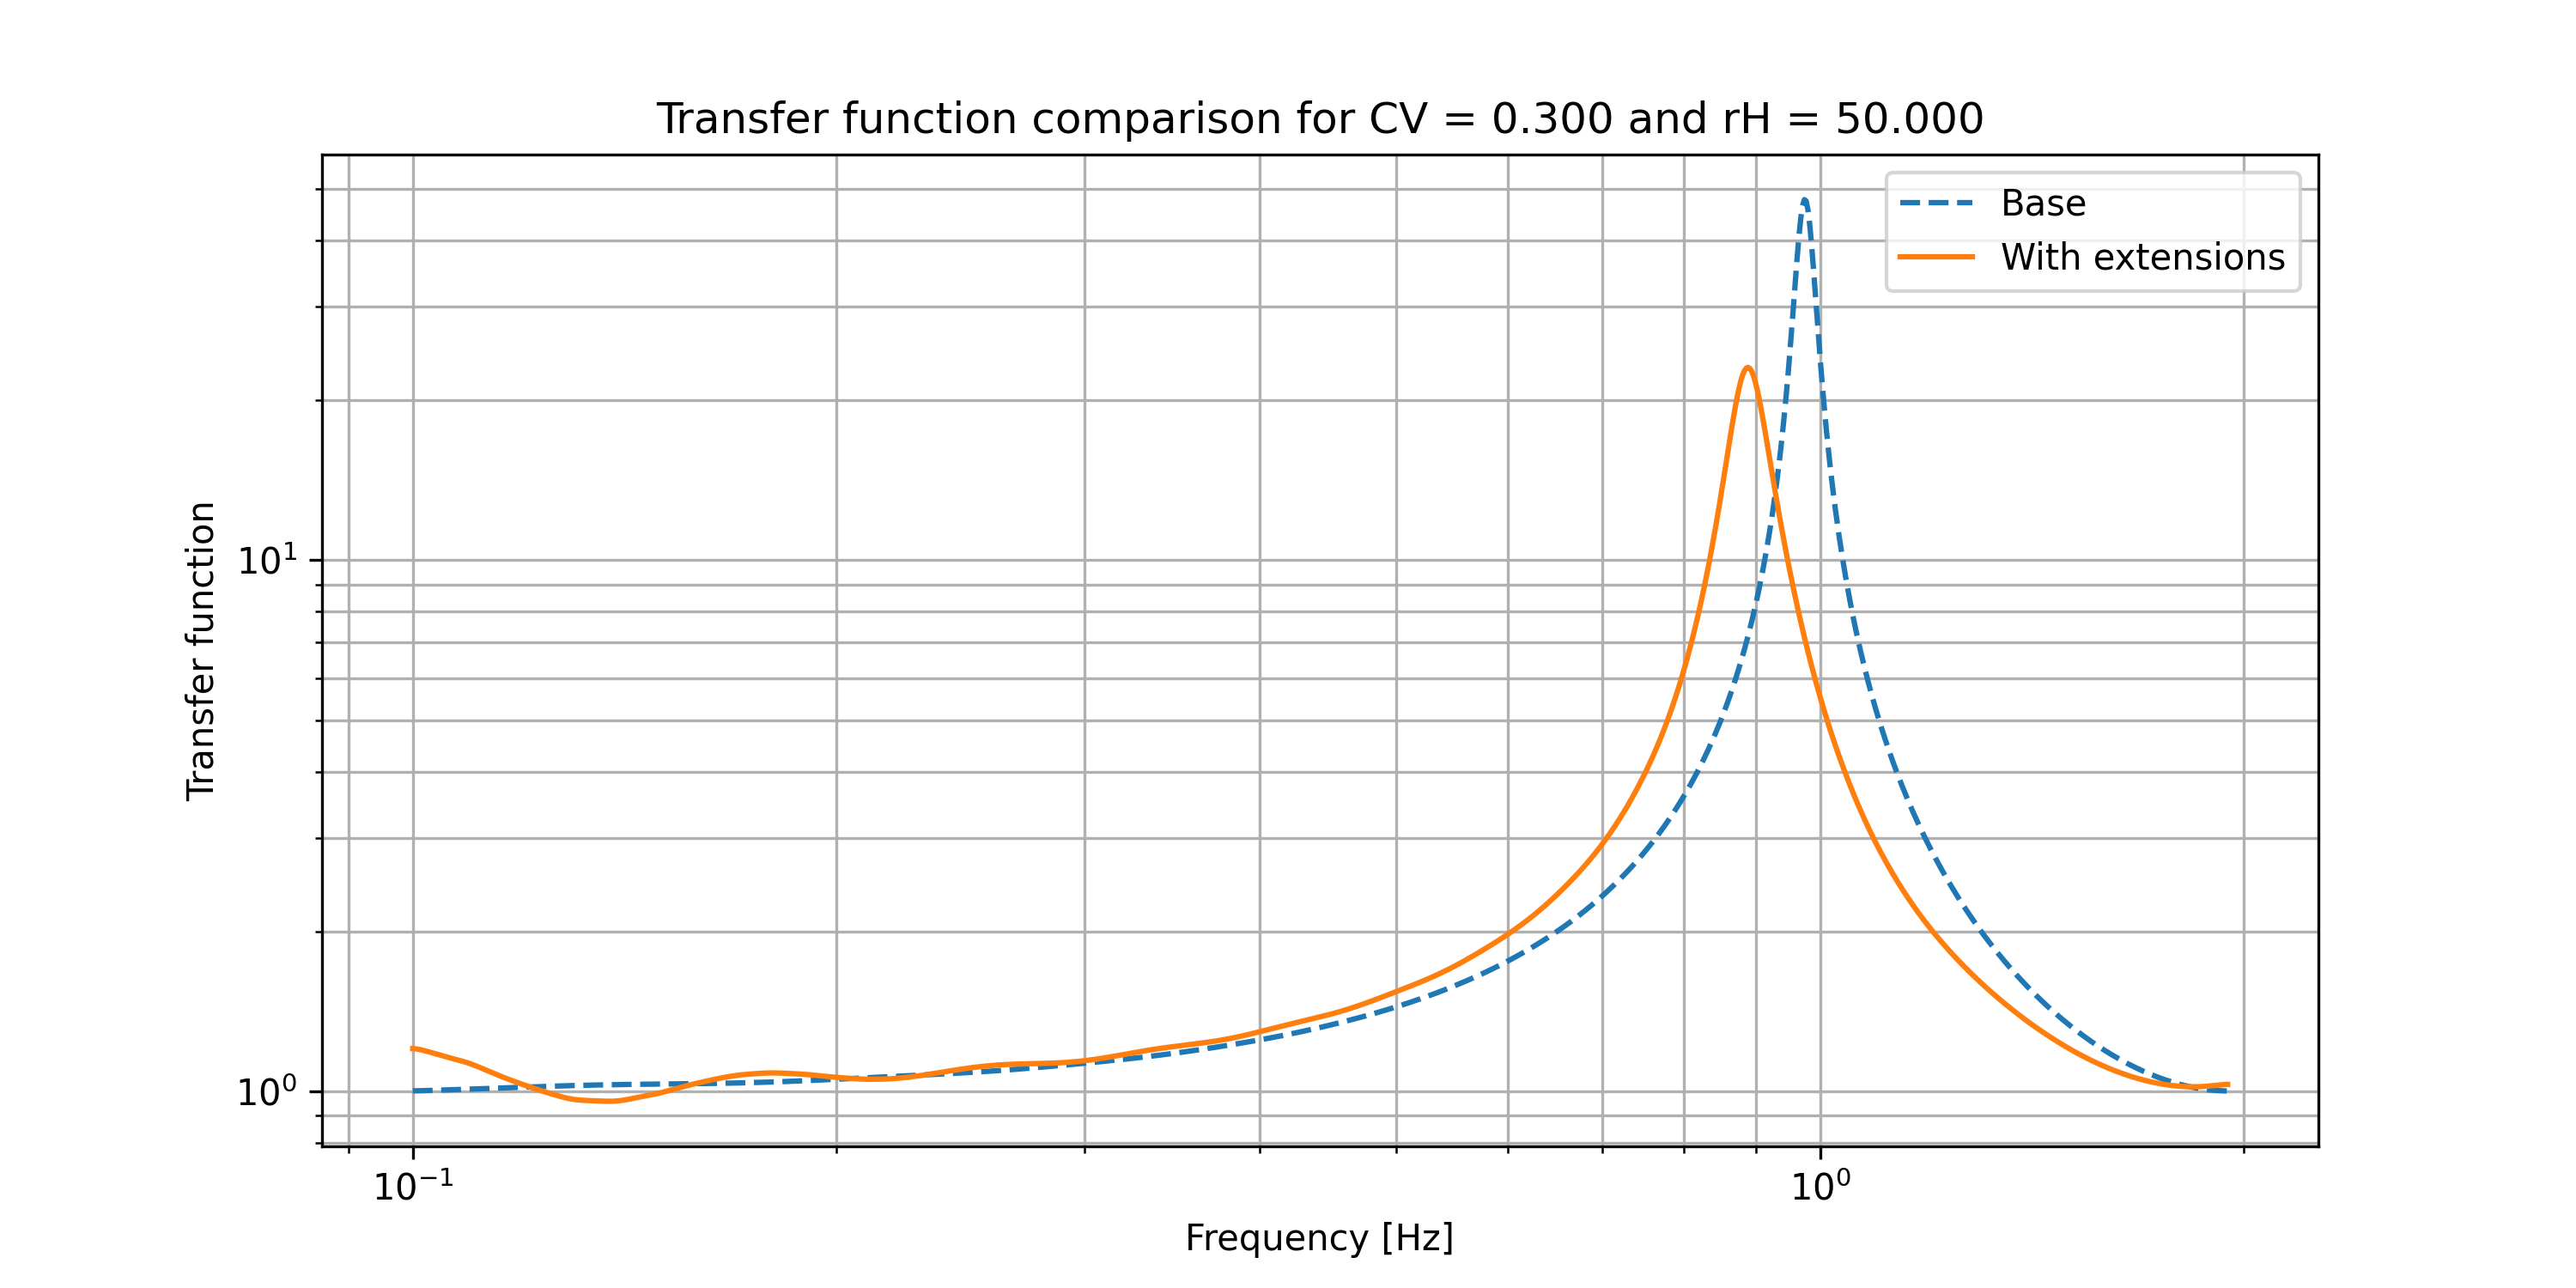 Transfer function comparison for CV = 0.300 and rH = 50.000
Base
With extensions
Transfer function
10¹
10⁰
10⁻¹
10⁰
Frequency [Hz]